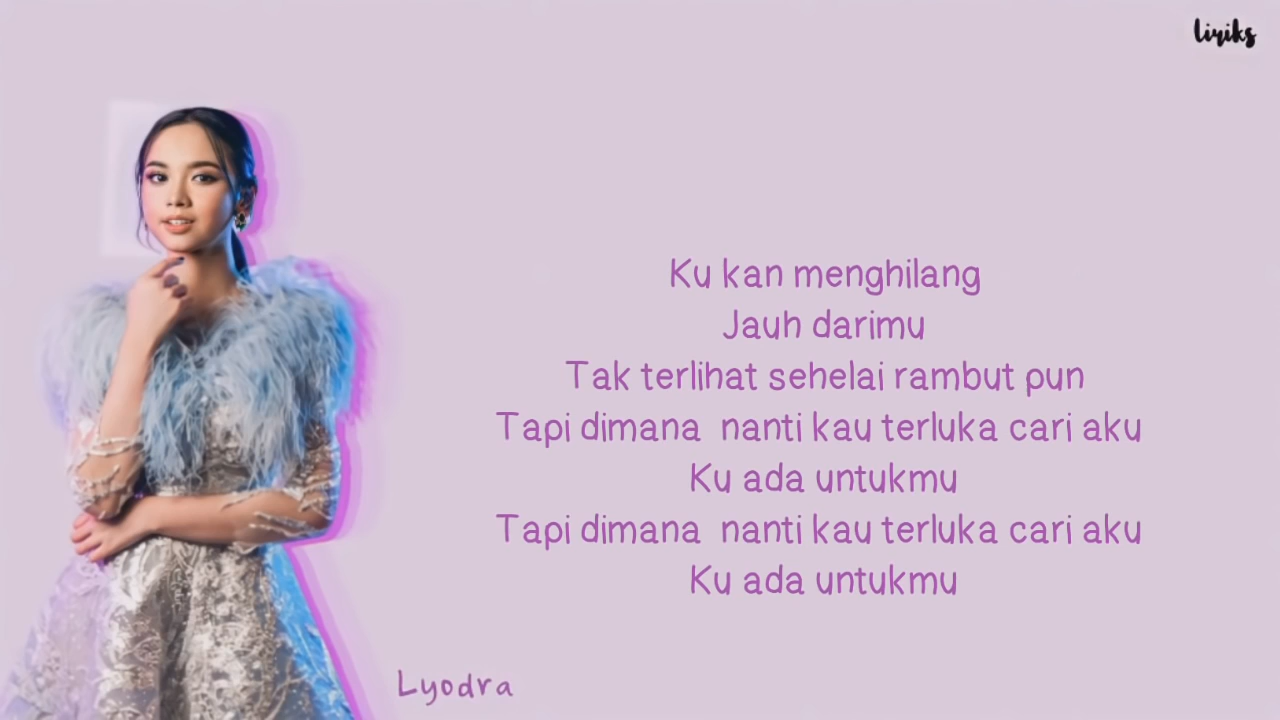 liriks
Ku kan menghilang
Jauh darimu
Tak terlihat sehelai rambut pun
Tapi dimana  nanti kau terluka cari aku
Ku ada untukmu
Tapi dimana  nanti kau terluka cari aku
Ku ada untukmu
Lyodra